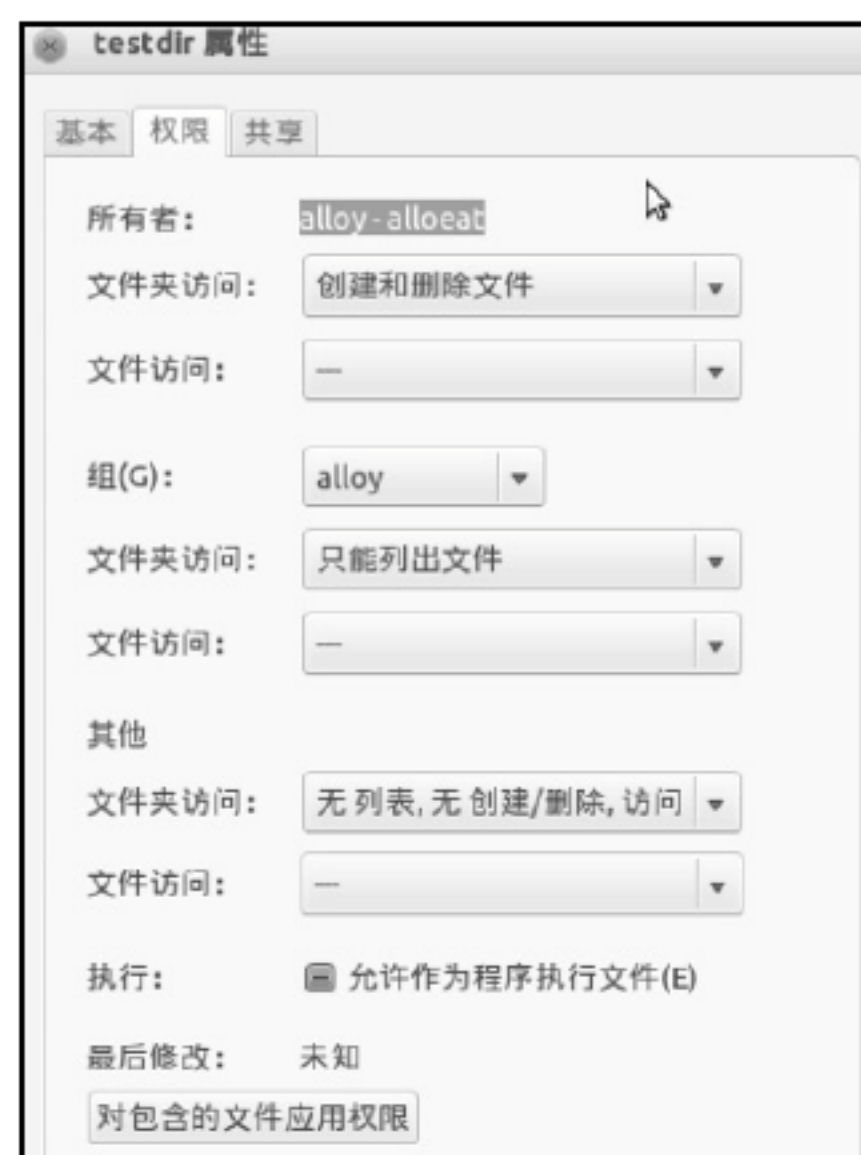 testdir 属性
基本 权限 共享
所有者: alloy-alloeat
文件夹访问: 创建和删除文件
文件访问: —
组(G): alloy
文件夹访问: 只能列出文件
文件访问: —
其他
文件夹访问: 无 列表, 无 创建/删除, 访问
文件访问: —
执行: 允许作为程序执行文件(E)
最后修改: 未知
对包含的文件应用权限